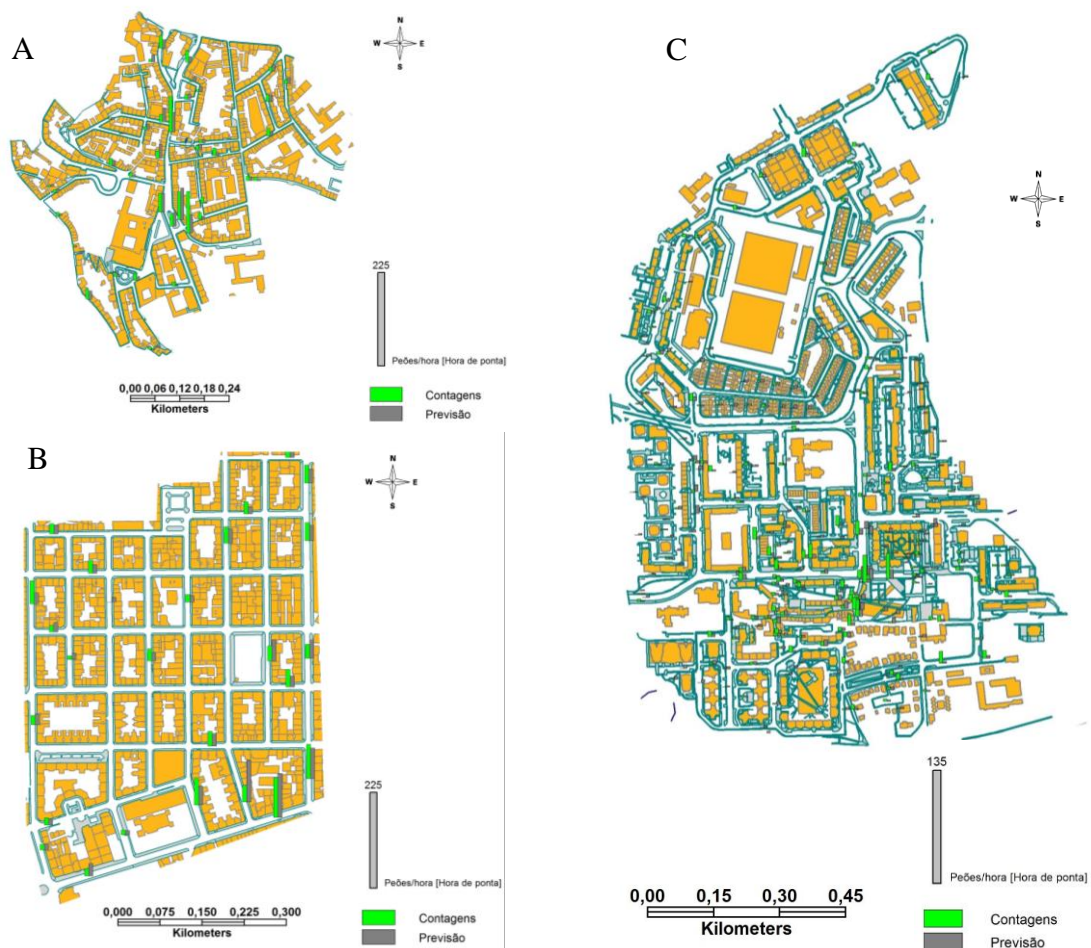 A
N
W E
S
225
Peões/hora [Hora de ponta]
0,00 0,06 0,12 0,18 0,24
Kilometers
Contagens
Previsão
B
N
W E
S
225
Peões/hora [Hora de ponta]
0,000 0,075 0,150 0,225 0,300
Kilometers
Contagens
Previsão
C
N
W E
S
135
Peões/hora [Hora de ponta]
0,00 0,15 0,30 0,45
Kilometers
Contagens
Previsão